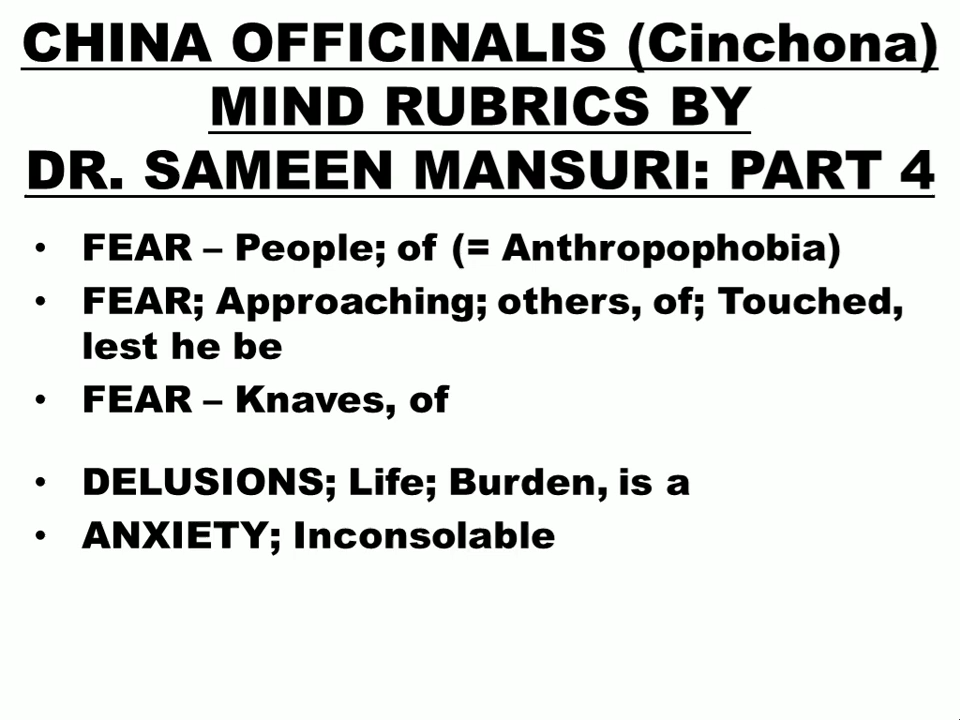 CHINA OFFICINALIS (Cinchona)
MIND RUBRICS BY
DR. SAMEEN MANSURI: PART 4
• FEAR – People; of (= Anthropophobia)
• FEAR; Approaching; others, of; Touched,
lest he be
• FEAR – Knaves, of
• DELUSIONS; Life; Burden, is a
• ANXIETY; Inconsolable